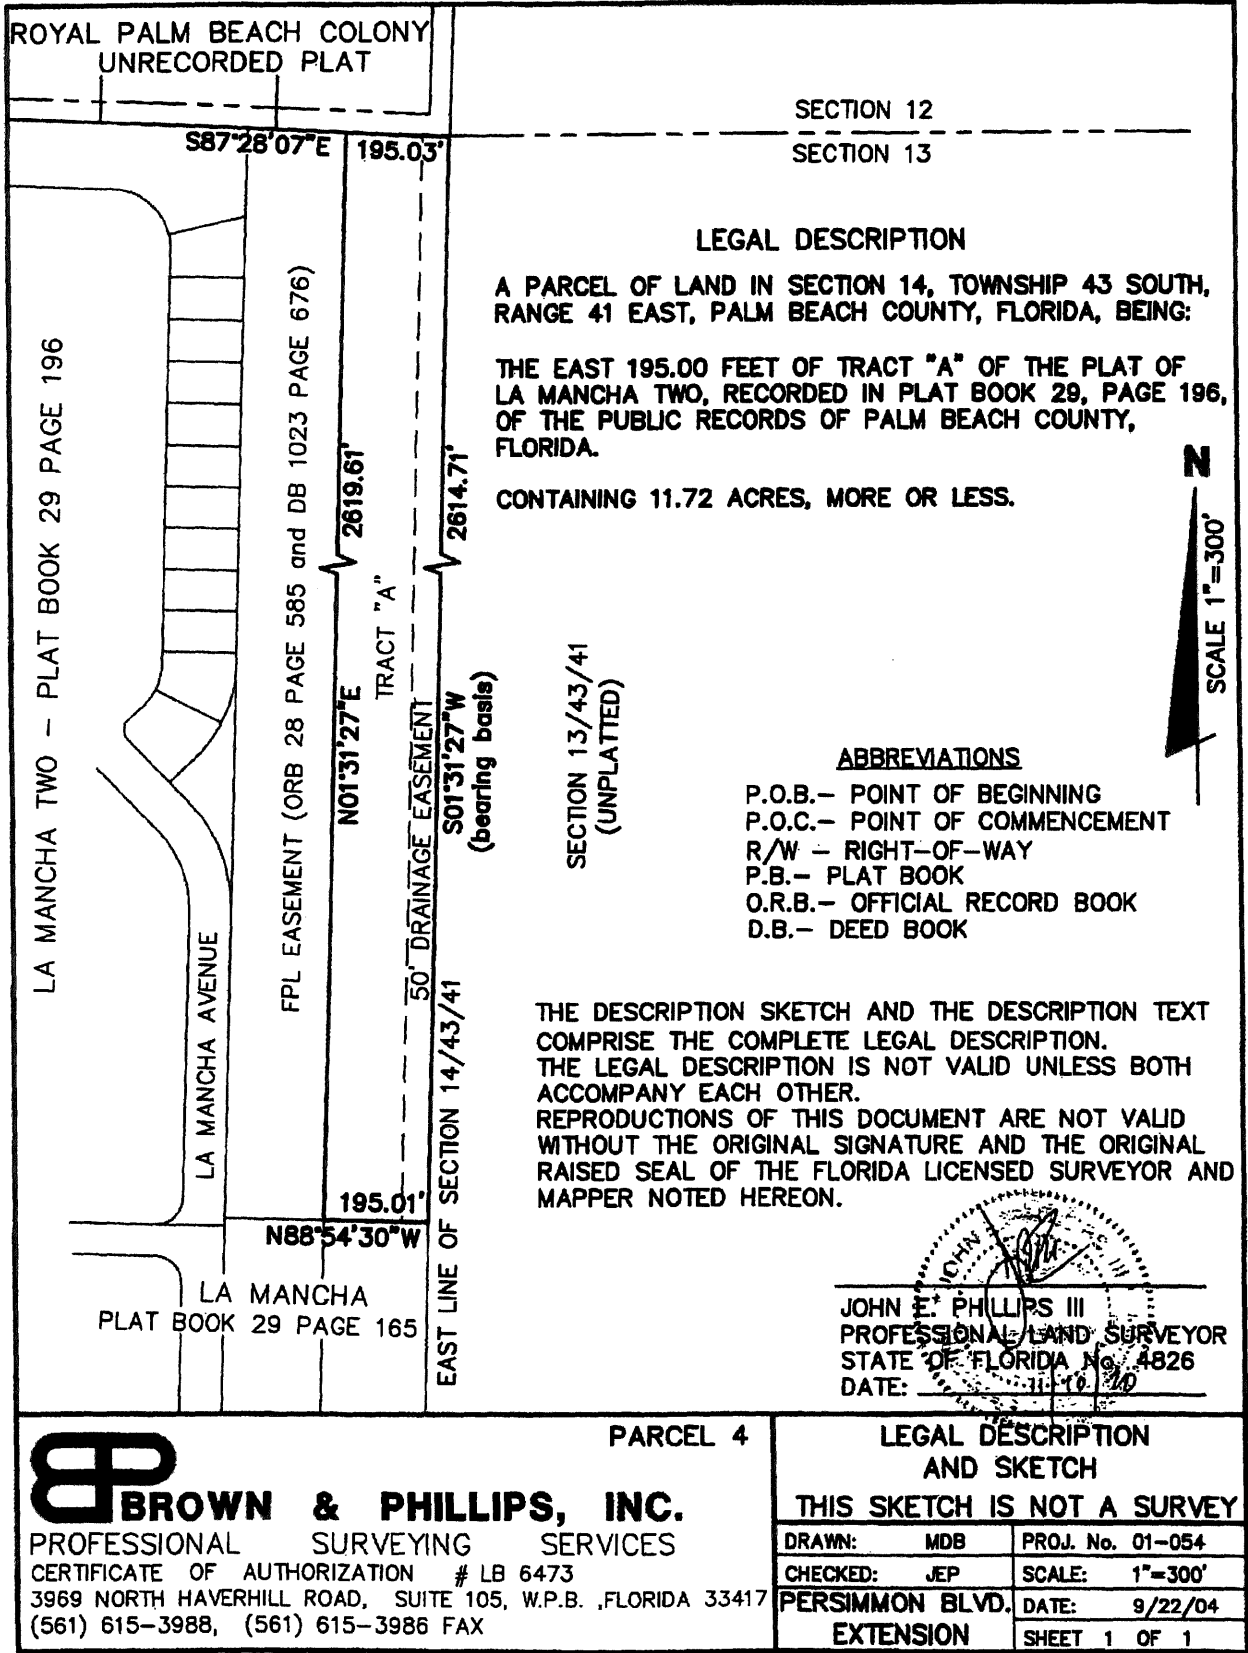 ROYAL PALM BEACH COLONY
UNRECORDED PLAT
SECTION 12
SECTION 13
S87°28'07"E
195.03'
LEGAL DESCRIPTION
A PARCEL OF LAND IN SECTION 14, TOWNSHIP 43 SOUTH,
RANGE 41 EAST, PALM BEACH COUNTY, FLORIDA, BEING:
THE EAST 195.00 FEET OF TRACT "A" OF THE PLAT OF
LA MANCHA TWO, RECORDED IN PLAT BOOK 29, PAGE 196,
OF THE PUBLIC RECORDS OF PALM BEACH COUNTY,
FLORIDA.
CONTAINING 11.72 ACRES, MORE OR LESS.
LA MANCHA TWO - PLAT BOOK 29 PAGE 196
FPL EASEMENT (ORB 28 PAGE 585 and DB 1023 PAGE 676)
N01°31'27"E
2619.61'
TRACT "A"
50' DRAINAGE EASEMENT
S01°31'27"W
2614.71'
(bearing basis)
SECTION 13/43/41
(UNPLATTED)
N
SCALE 1"=300'
ABBREVIATIONS
P.O.B.- POINT OF BEGINNING
P.O.C.- POINT OF COMMENCEMENT
R/W - RIGHT-OF-WAY
P.B.- PLAT BOOK
O.R.B.- OFFICIAL RECORD BOOK
D.B.- DEED BOOK
LA MANCHA AVENUE
EAST LINE OF SECTION 14/43/41
THE DESCRIPTION SKETCH AND THE DESCRIPTION TEXT
COMPRISE THE COMPLETE LEGAL DESCRIPTION.
THE LEGAL DESCRIPTION IS NOT VALID UNLESS BOTH
ACCOMPANY EACH OTHER.
REPRODUCTIONS OF THIS DOCUMENT ARE NOT VALID
WITHOUT THE ORIGINAL SIGNATURE AND THE ORIGINAL
RAISED SEAL OF THE FLORIDA LICENSED SURVEYOR AND
MAPPER NOTED HEREON.
195.01'
N88°54'30"W
LA MANCHA
PLAT BOOK 29 PAGE 165
JOHN III
JOHN E. PHILLIPS III
PROFESSIONAL LAND SURVEYOR
STATE OF FLORIDA No. 4826
DATE: 11 10 10
PARCEL 4
BP
BROWN & PHILLIPS, INC.
PROFESSIONAL SURVEYING SERVICES
CERTIFICATE OF AUTHORIZATION # LB 6473
3969 NORTH HAVERHILL ROAD, SUITE 105, W.P.B. ,FLORIDA 33417
(561) 615-3988, (561) 615-3986 FAX
LEGAL DESCRIPTION
AND SKETCH
THIS SKETCH IS NOT A SURVEY
DRAWN: MDB
PROJ. No. 01-054
CHECKED: JEP
SCALE: 1"=300'
PERSIMMON BLVD.
EXTENSION
DATE: 9/22/04
SHEET 1 OF 1